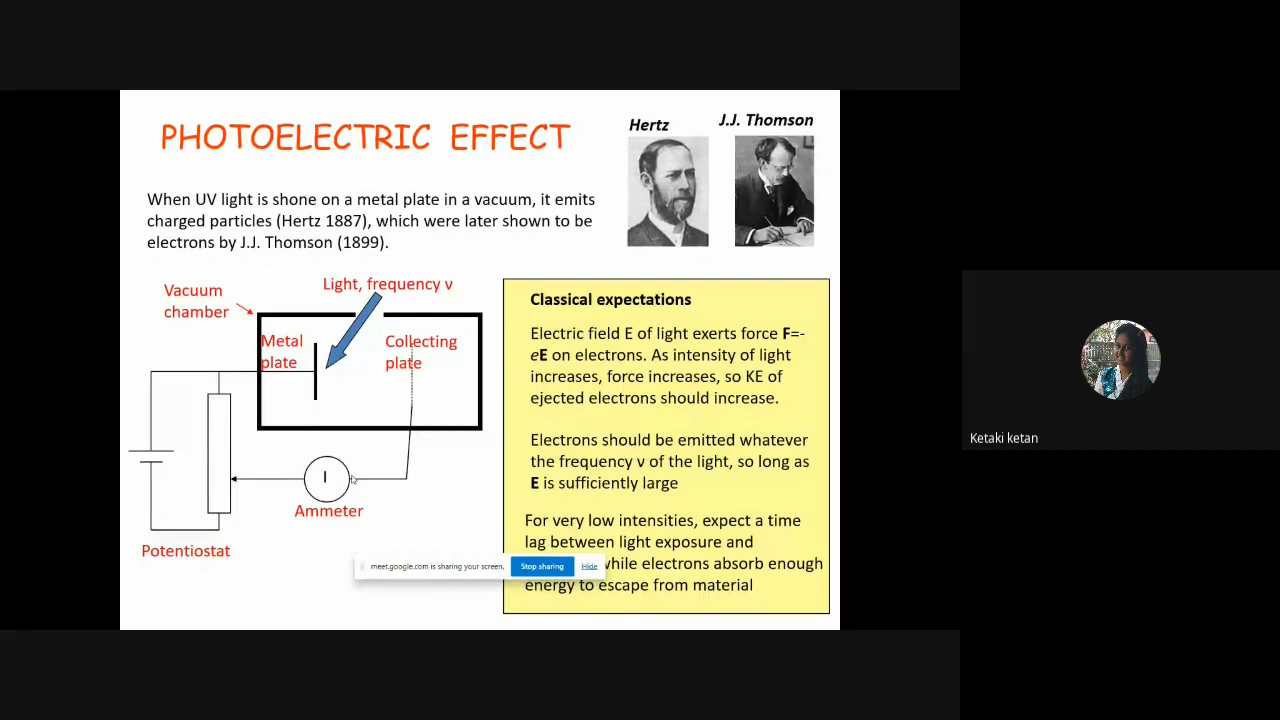 PHOTOELECTRIC EFFECT
Hertz
J.J. Thomson
When UV light is shone on a metal plate in a vacuum, it emits
charged particles (Hertz 1887), which were later shown to be
electrons by J.J. Thomson (1899).
Vacuum
chamber
Light, frequency ν
Metal
plate
Collecting
plate
I
Ammeter
Potentiostat
Classical expectations
Electric field E of light exerts force F=-
eE on electrons. As intensity of light
increases, force increases, so KE of
ejected electrons should increase.
Electrons should be emitted whatever
the frequency ν of the light, so long as
E is sufficiently large
For very low intensities, expect a time
lag between light exposure and
while electrons absorb enough
energy to escape from material
meet.google.com is sharing your screen.
Stop sharing
Hide
Ketaki ketan